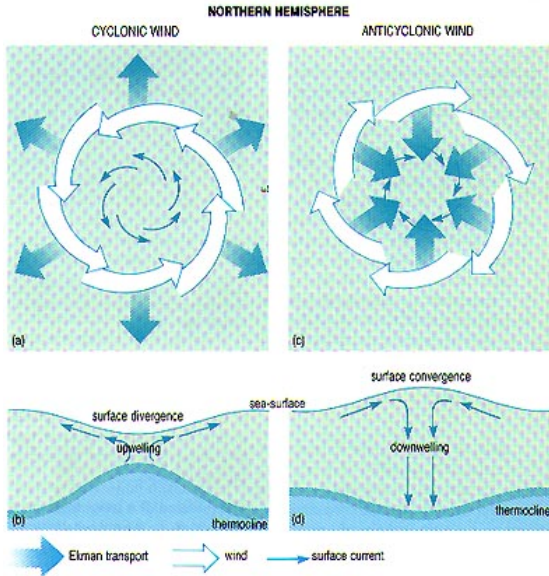 NORTHERN HEMISPHERE
CYCLONIC WIND
ANTICYCLONIC WIND
(a)
(c)
surface convergence
sea-surface
surface divergence
upwelling
downwelling
(b)
thermocline
(d)
thermocline
Ekman transport
wind
surface current